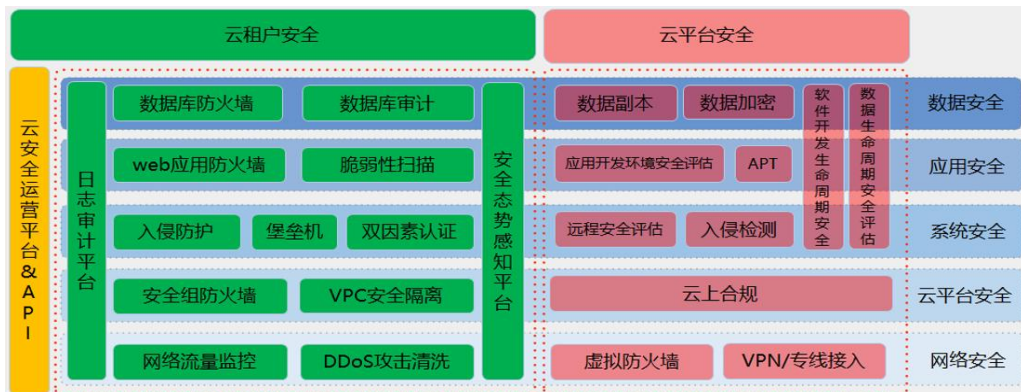 云租户安全
云平台安全
云安全运营平台&API
日志审计平台
数据库防火墙
数据库审计
安全态势感知平台
数据副本
数据加密
软件开发生命周期安全
数据生命周期安全评估
数据安全
web应用防火墙
脆弱性扫描
应用开发环境安全评估
APT
应用安全
入侵防护
堡垒机
双因素认证
远程安全评估
入侵检测
系统安全
安全组防火墙
VPC安全隔离
云上合规
云平台安全
网络流量监控
DDoS攻击清洗
虚拟防火墙
VPN/专线接入
网络安全